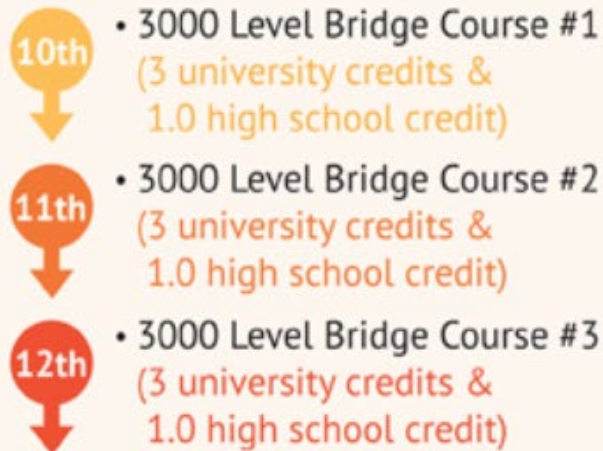 10th
• 3000 Level Bridge Course #1
(3 university credits &
1.0 high school credit)
11th
• 3000 Level Bridge Course #2
(3 university credits &
1.0 high school credit)
12th
• 3000 Level Bridge Course #3
(3 university credits &
1.0 high school credit)